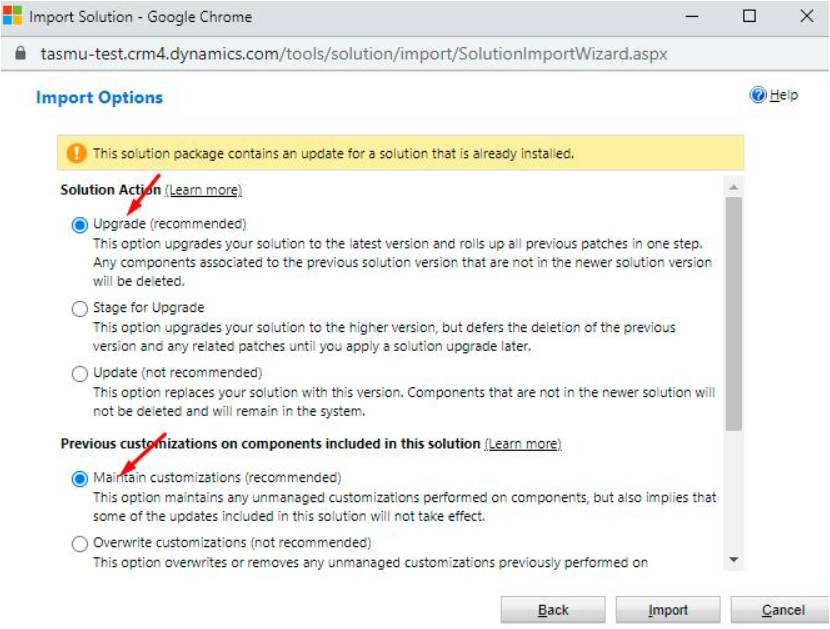 Import Solution - Google Chrome
tasmu-test.crm4.dynamics.com/tools/solution/import/SolutionImportWizard.aspx
Import Options
Help
This solution package contains an update for a solution that is already installed.
Solution Action (Learn more)
Upgrade (recommended)
This option upgrades your solution to the latest version and rolls up all previous patches in one step.
Any components associated to the previous solution version that are not in the newer solution version
will be deleted.
Stage for Upgrade
This option upgrades your solution to the higher version, but defers the deletion of the previous
version and any related patches until you apply a solution upgrade later.
Update (not recommended)
This option replaces your solution with this version. Components that are not in the newer solution will
not be deleted and will remain in the system.
Previous customizations on components included in this solution (Learn more)
Maintain customizations (recommended)
This option maintains any unmanaged customizations performed on components, but also implies that
some of the updates included in this solution will not take effect.
Overwrite customizations (not recommended)
This option overwrites or removes any unmanaged customizations previously performed on
Back
Import
Cancel